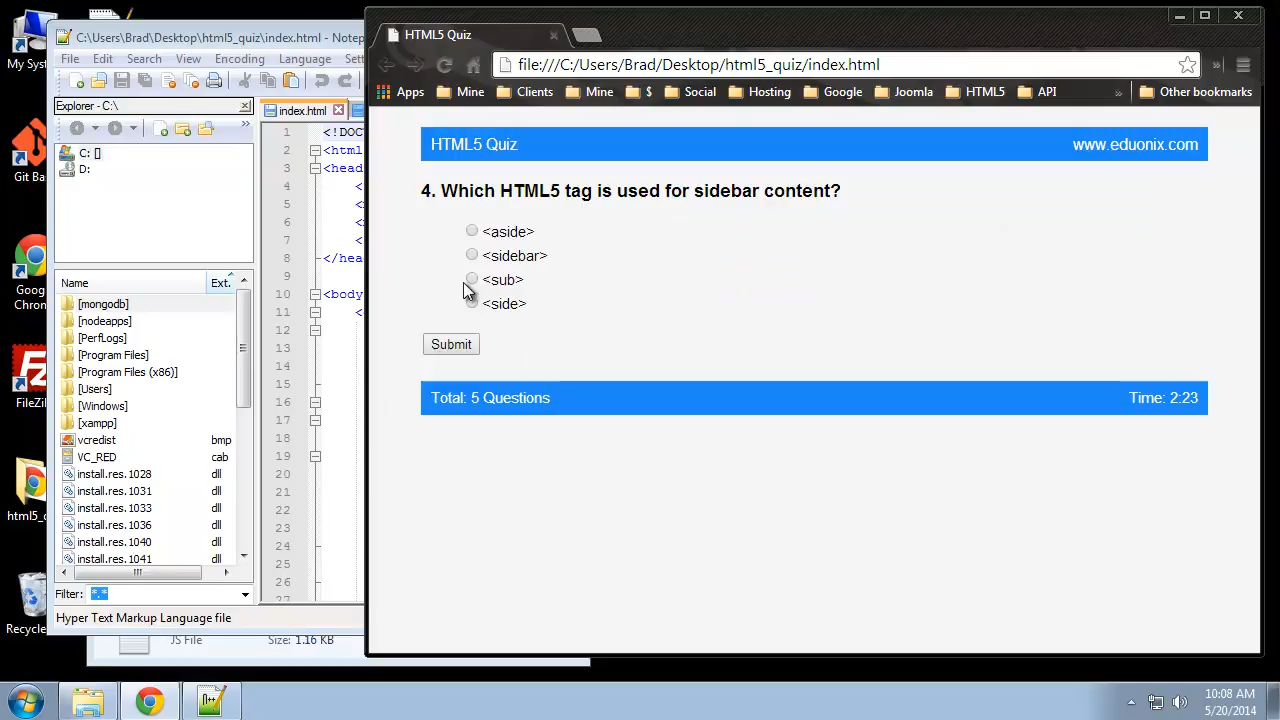 My Sys
Git Ba
Goog
Chron
FileZil
html5_c
Recycle
C:\Users\Brad\Desktop\html5_quiz\index.html - Notep
File Edit Search View Encoding Language Set
Explorer - C:\
C: []
D:
Name Ext.
[mongodb]
[nodeapps]
[PerfLogs]
[Program Files]
[Program Files (x86)]
[Users]
[Windows]
[xampp]
vcredist bmp
VC_RED cab
install.res.1028 dll
install.res.1031 dll
install.res.1033 dll
install.res.1036 dll
install.res.1040 dll
install.res.1041 dll
Filter: *.*
Hyper Text Markup Language file
index.html
1 <!DOC
2 <html
3 <head
4 <
5 <
6 <
7 <
8 </hea
9
10 <body
11 <
12
13
14
15
16
17
18
19
20
21
22
23
24
25
26
27
JS File Size: 1.16 KB
HTML5 Quiz
file:///C:/Users/Brad/Desktop/html5_quiz/index.html
Apps Mine Clients Mine $ Social Hosting Google Joomla HTML5 API » Other bookmarks
HTML5 Quiz www.eduonix.com
4. Which HTML5 tag is used for sidebar content?
<aside>
<sidebar>
<sub>
<side>
Submit
Total: 5 Questions Time: 2:23
10:08 AM
5/20/2014